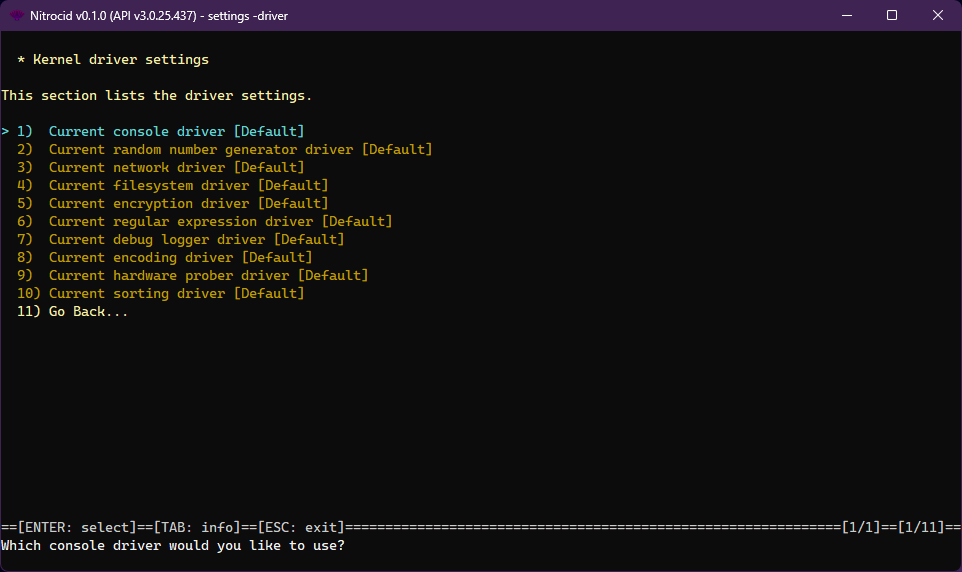 Nitrocid v0.1.0 (API v3.0.25.437) - settings -driver
* Kernel driver settings
This section lists the driver settings.
> 1)  Current console driver [Default]
2)  Current random number generator driver [Default]
3)  Current network driver [Default]
4)  Current filesystem driver [Default]
5)  Current encryption driver [Default]
6)  Current regular expression driver [Default]
7)  Current debug logger driver [Default]
8)  Current encoding driver [Default]
9)  Current hardware prober driver [Default]
10) Current sorting driver [Default]
11) Go Back...
==[ENTER: select]==[TAB: info]==[ESC: exit]==============================================================[1/1]==[1/11]==
Which console driver would you like to use?